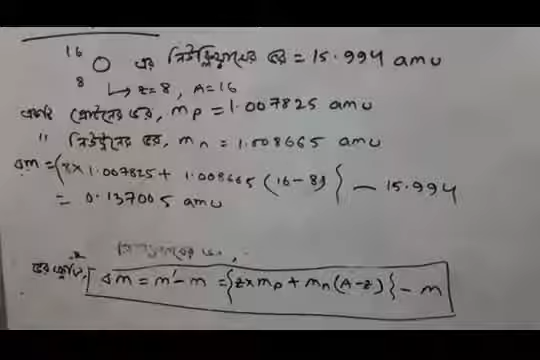 16
O এর নিউক্লিয়াসের ভর = 15.994 amu
8 ↳ z=8, A=16
প্রোটনের ভর, mp = 1.007825 amu
" নিউট্রনের ভর, mn = 1.008665 amu
Δm = {8×1.007825 + 1.008665 (16-8)} - 15.994
= 0.137005 amu
ভর ত্রুটি, Δm = m' - m = {z×mp + mn(A-z)} - m